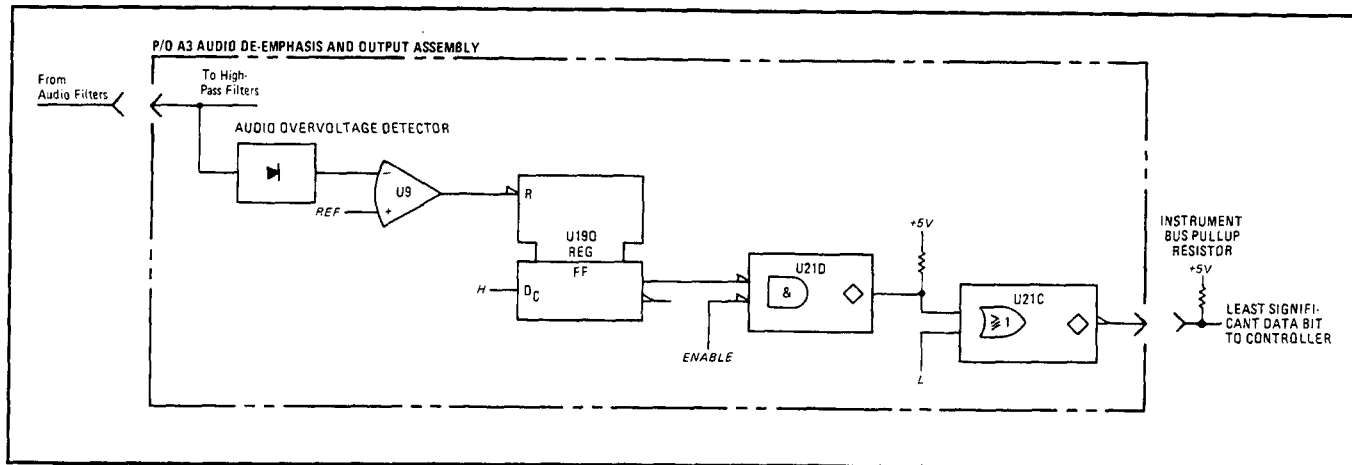 P/O A3 AUDIO DE-EMPHASIS AND OUTPUT ASSEMBLY
From
Audio Filters
To High-
Pass Filters
AUDIO OVERVOLTAGE DETECTOR
−
U9
REF
+
R
U19D
REG
FF
H
DC
ENABLE
U21D
&
+5V
U21C
≥1
L
INSTRUMENT
BUS PULLUP
RESISTOR
+5V
LEAST SIGNIFI-
CANT DATA BIT
TO CONTROLLER